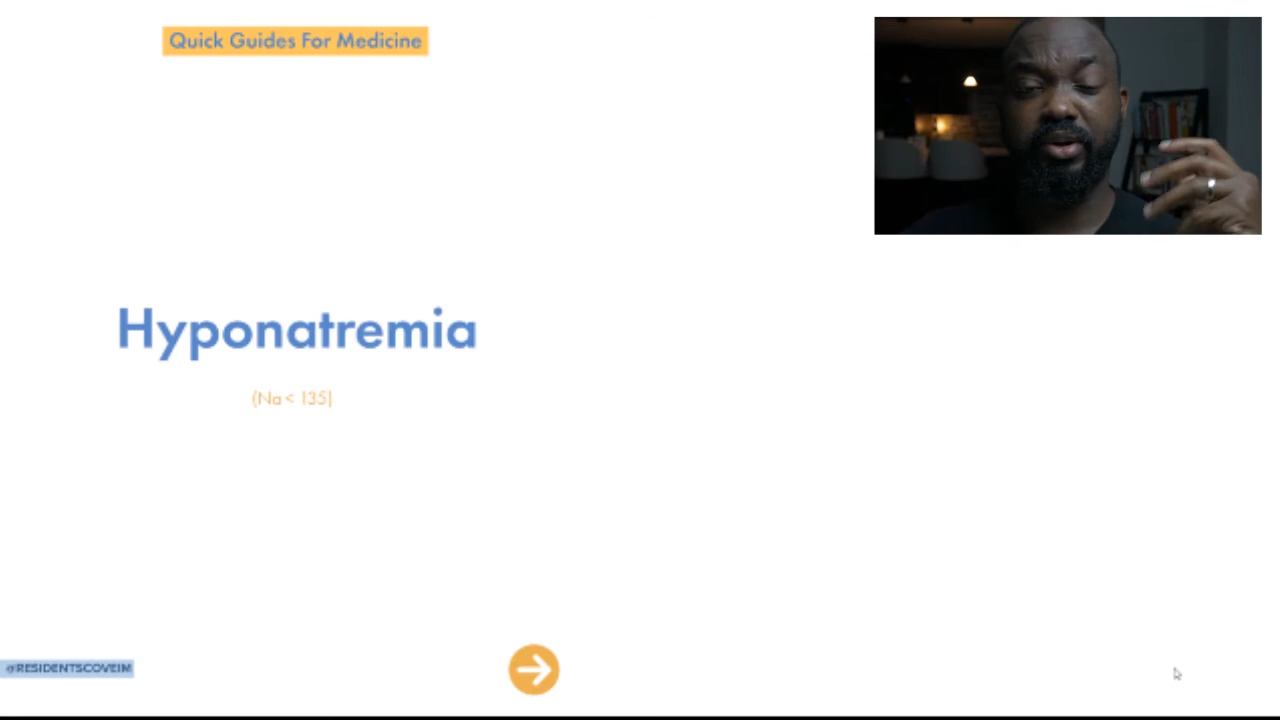 Quick Guides For Medicine
Hyponatremia
(Na < 135)
@RESIDENTSCOVEIM